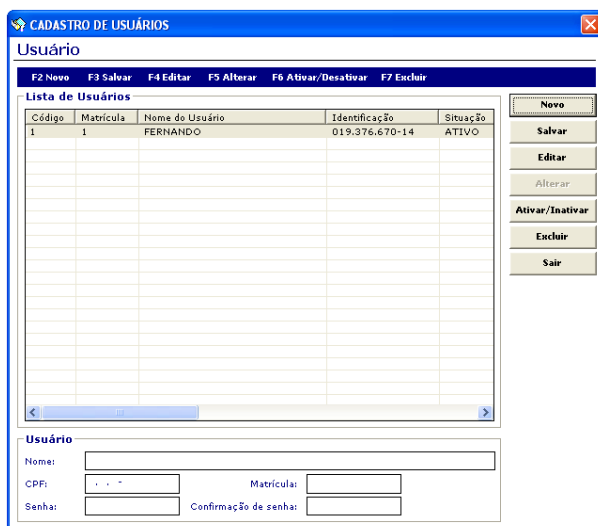 CADASTRO DE USUÁRIOS
Usuário
F2 Novo F3 Salvar F4 Editar F5 Alterar F6 Ativar/Desativar F7 Excluir
Lista de Usuários
Código Matrícula Nome do Usuário Identificação Situação
1 1 FERNANDO 019.376.670-14 ATIVO
Novo
Salvar
Editar
Alterar
Ativar/Inativar
Excluir
Sair
Usuário
Nome:
CPF: . . - Matrícula:
Senha: Confirmação de senha: